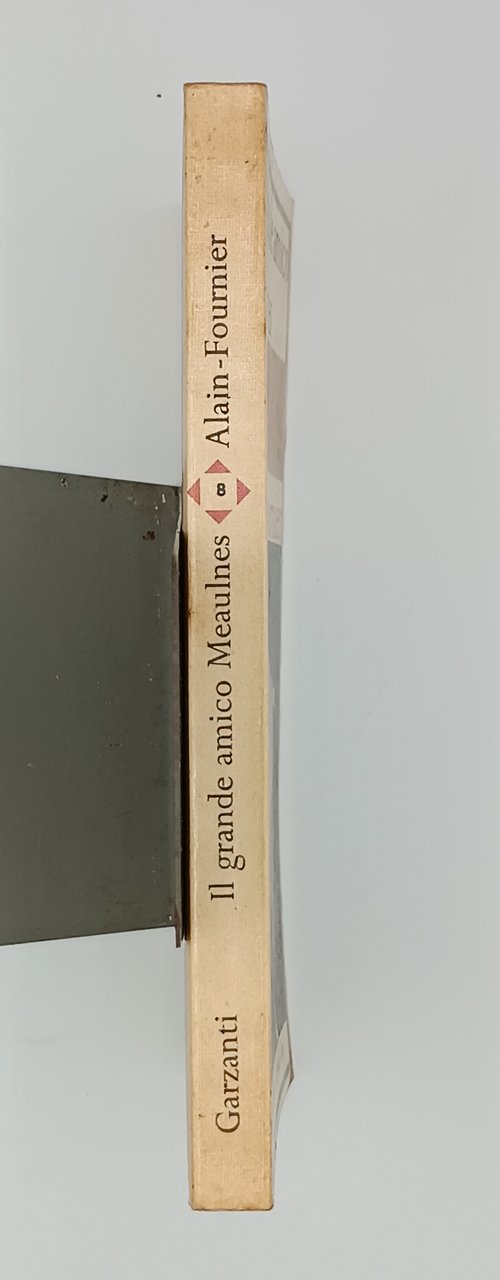 Garzanti
Il grande amico Meaulnes
8
Alain-Fournier